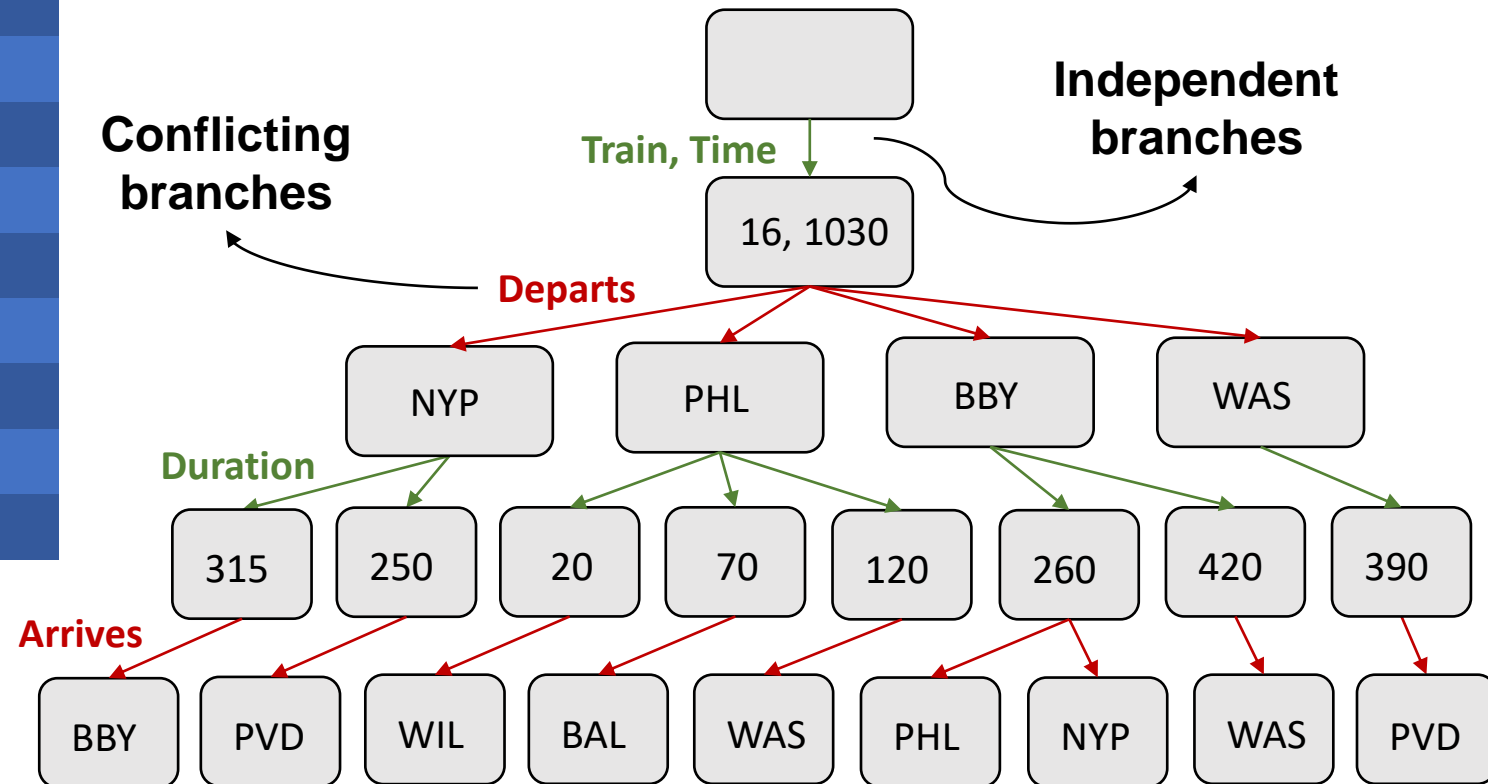 Conflicting
branches
Independent
branches
Train, Time
16, 1030
Departs
NYP
PHL
BBY
WAS
Duration
315
250
20
70
120
260
420
390
Arrives
BBY
PVD
WIL
BAL
WAS
PHL
NYP
WAS
PVD